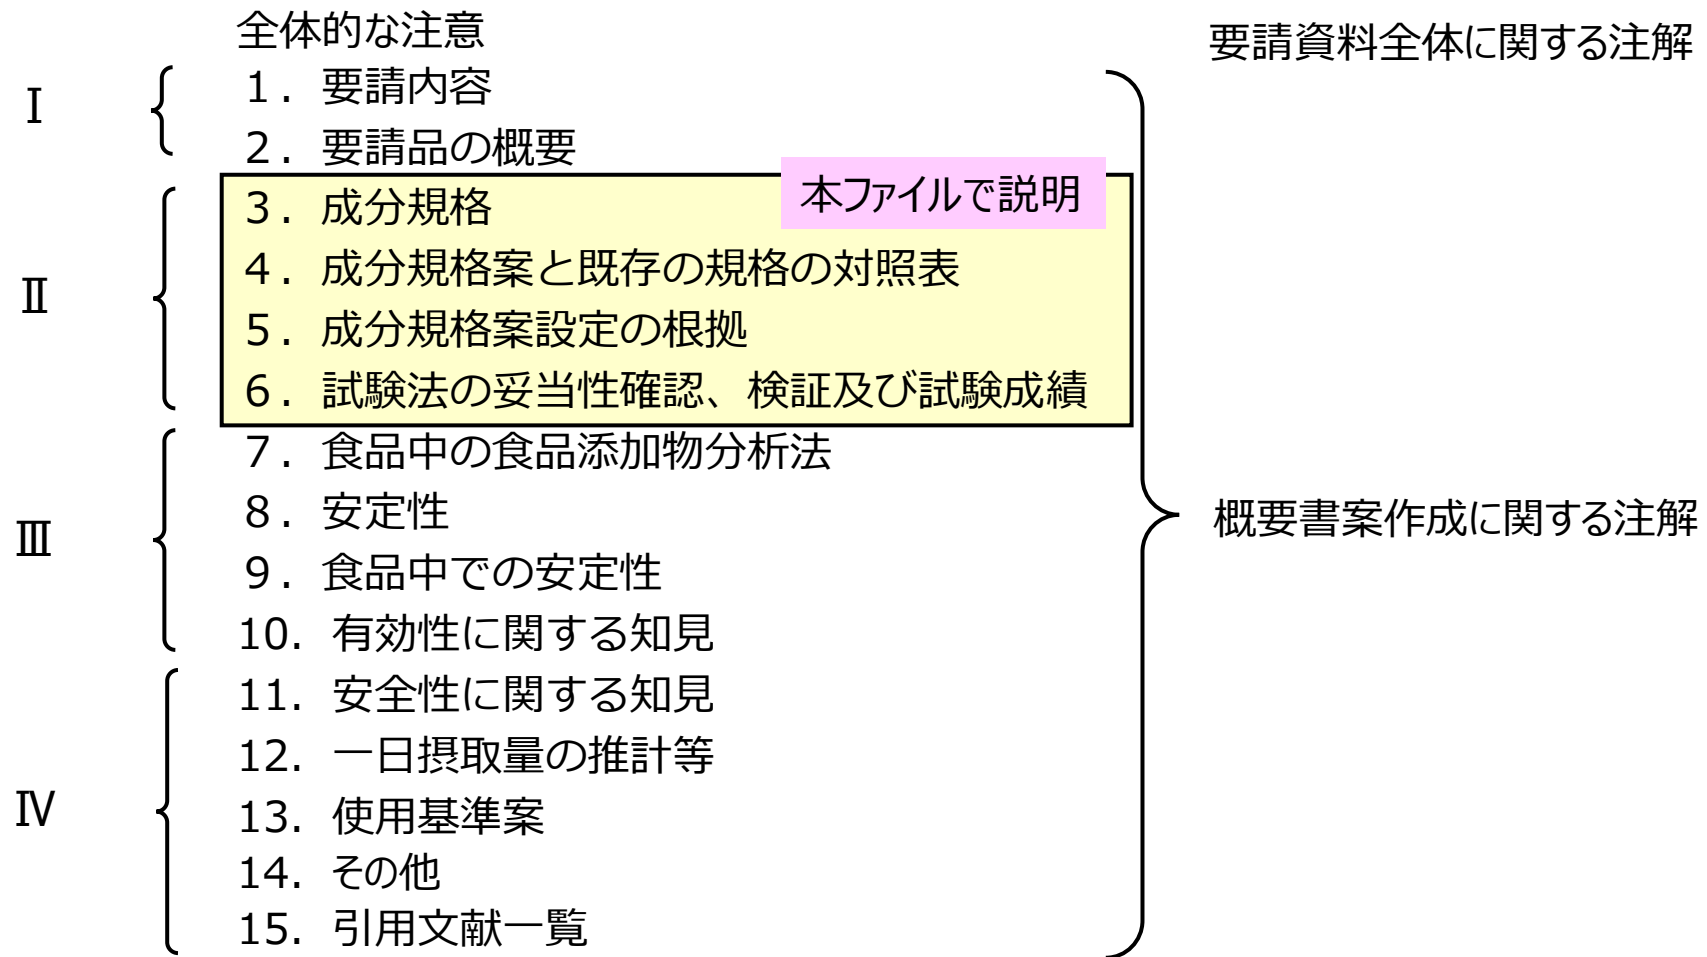 全体的な注意
要請資料全体に関する注解
Ⅰ
1. 要請内容
2. 要請品の概要
本ファイルで説明
Ⅱ
3. 成分規格
4. 成分規格案と既存の規格の対照表
5. 成分規格案設定の根拠
6. 試験法の妥当性確認、検証及び試験成績
Ⅲ
7. 食品中の食品添加物分析法
8. 安定性
9. 食品中での安定性
10. 有効性に関する知見
概要書案作成に関する注解
Ⅳ
11. 安全性に関する知見
12. 一日摂取量の推計等
13. 使用基準案
14. その他
15. 引用文献一覧